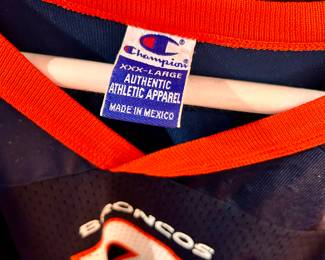 Champion
XXX-LARGE
AUTHENTIC
ATHLETIC APPAREL
MADE IN MEXICO
BRONCOS